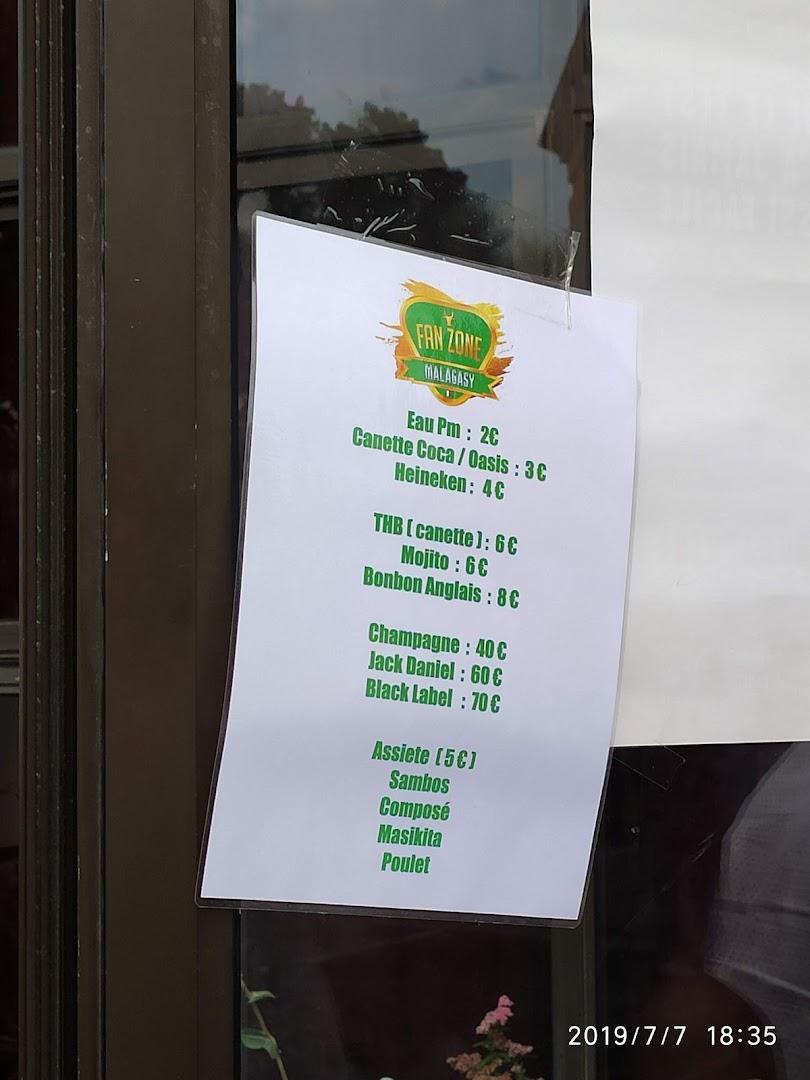 FAN ZONE
MALAGASY
Eau Pm : 2€
Canette Coca / Oasis : 3€
Heineken : 4€
THB ( canette ) : 6€
Mojito : 6€
Bonbon Anglais : 8€
Champagne : 40€
Jack Daniel : 60€
Black Label : 70€
Assiete ( 5€ )
Sambos
Composé
Masikita
Poulet
2019/7/7 18:35